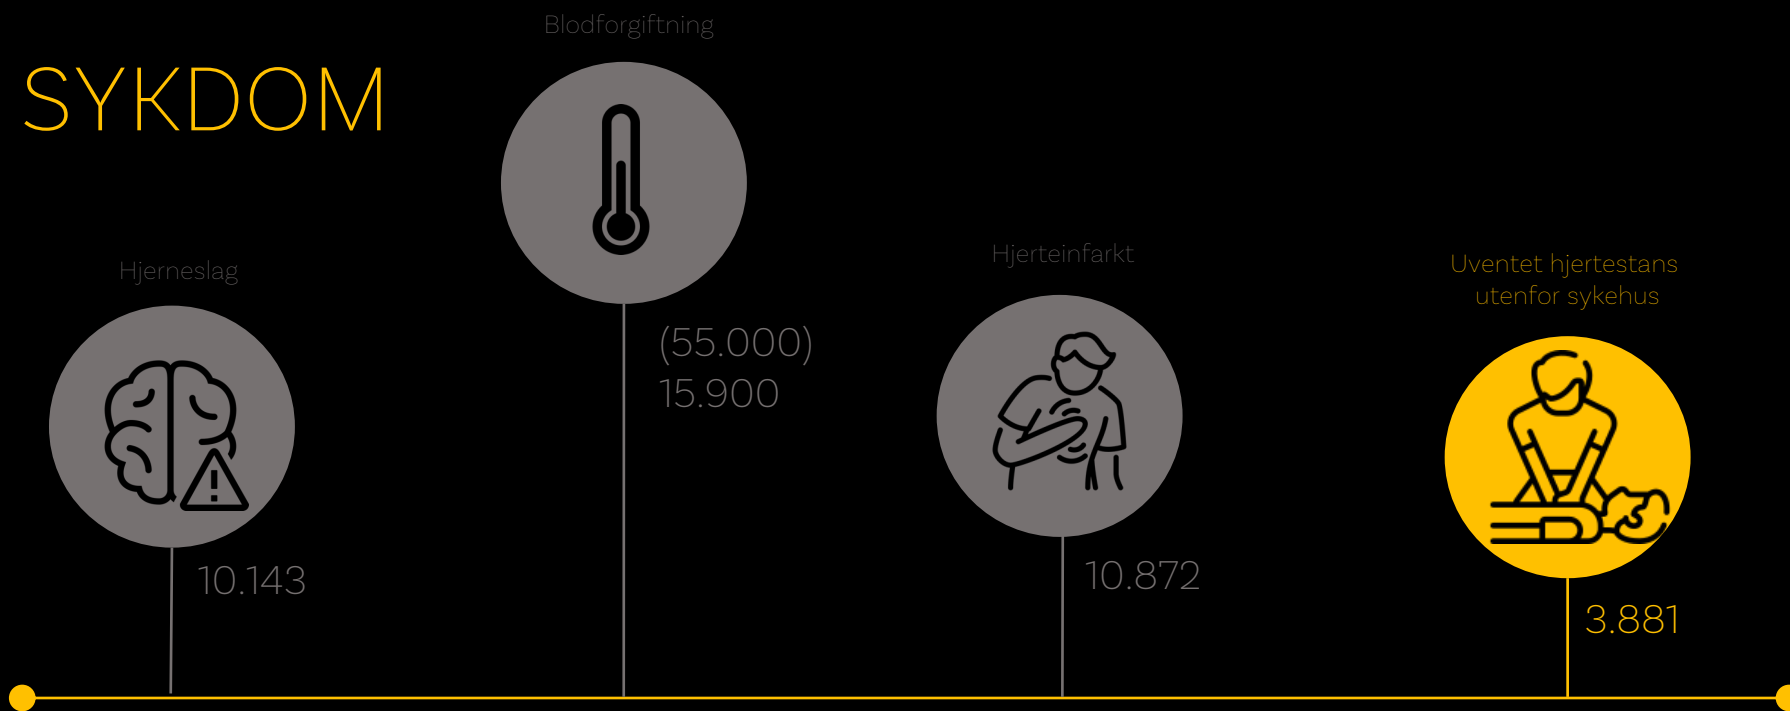 SYKDOM
Hjerneslag
10.143
Blodforgiftning
(55.000)
15.900
Hjerteinfarkt
10.872
Uventet hjertestans
utenfor sykehus
3.881